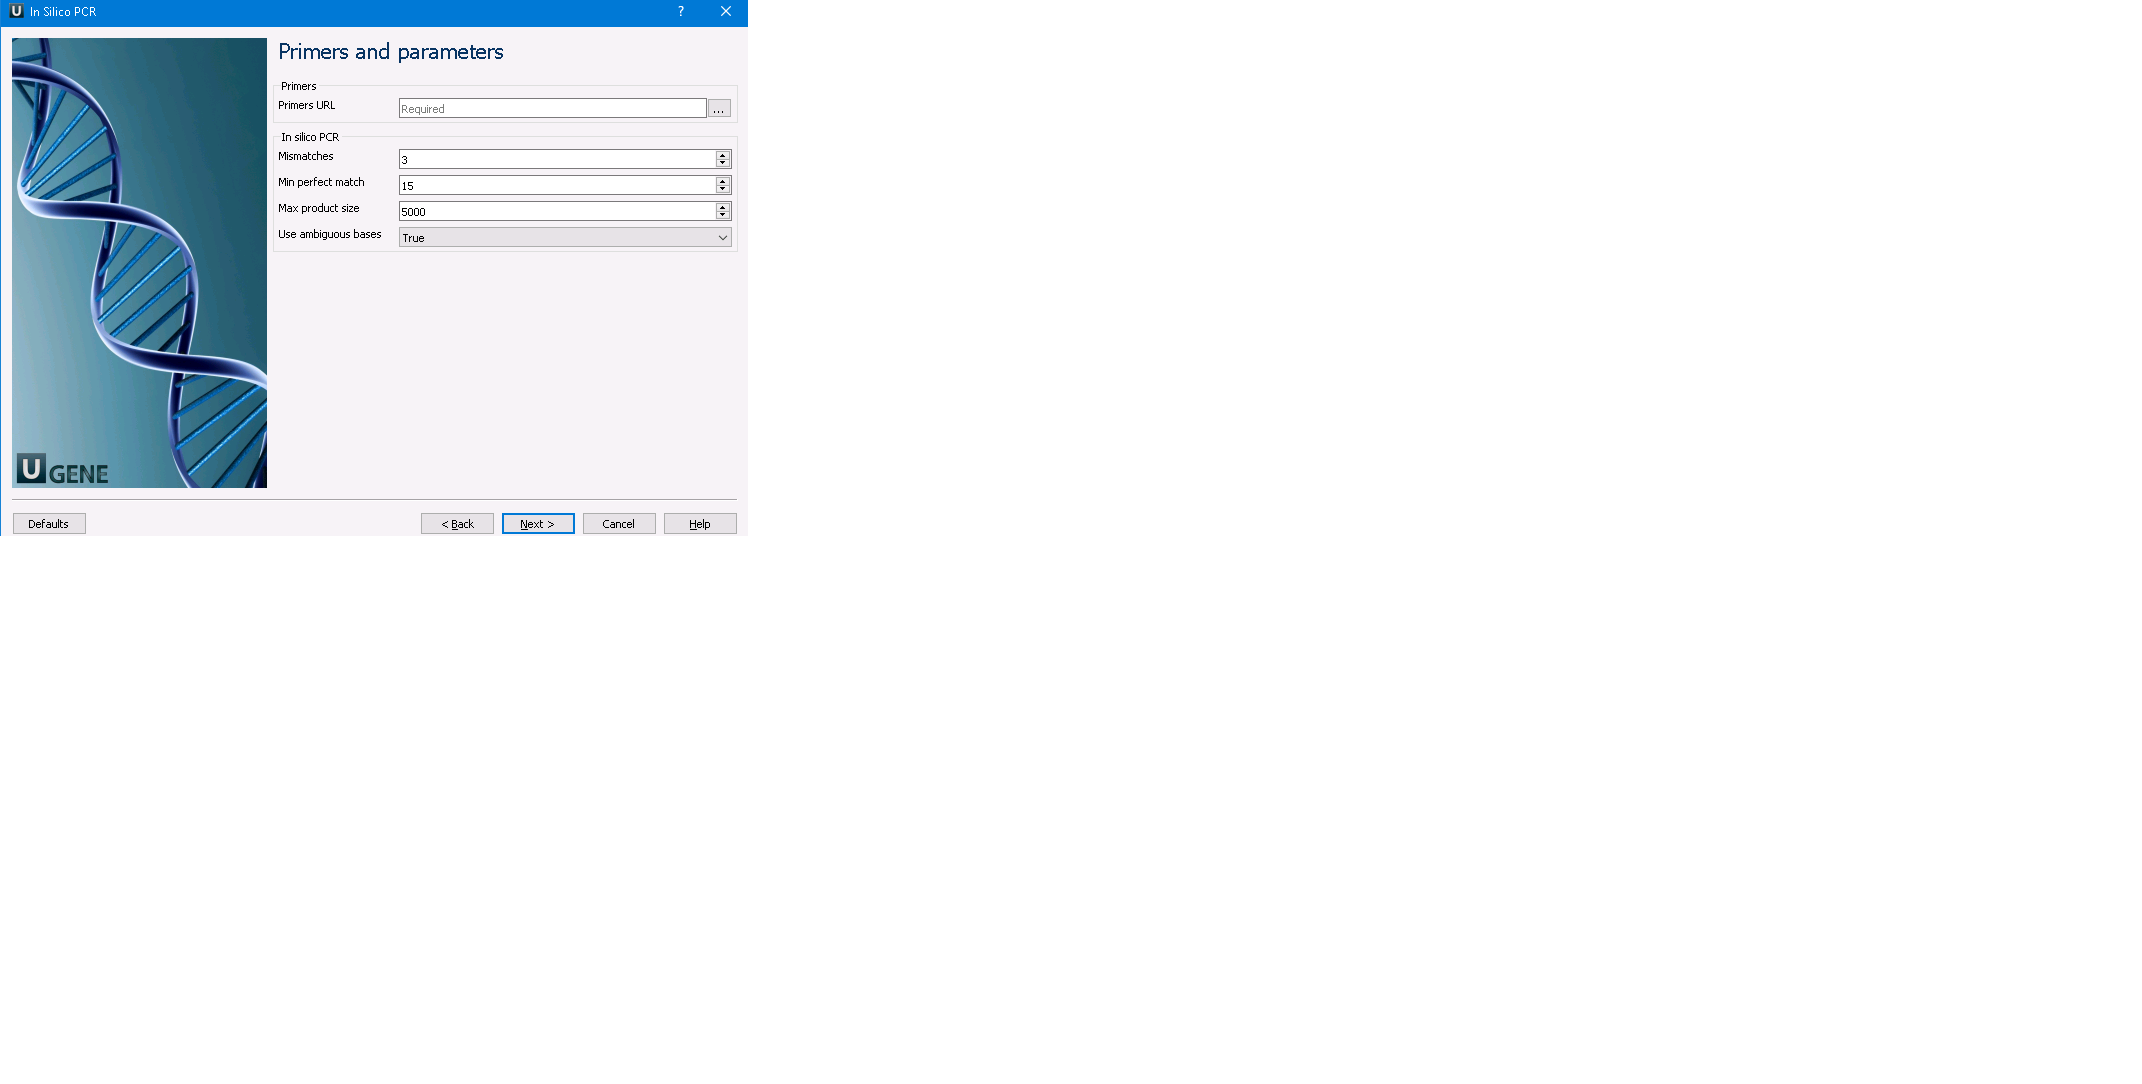 U In Silico PCR ?
Primers and parameters
Primers
Primers URL Required ...
In silico PCR
Mismatches 3
Min perfect match 15
Max product size 5000
Use ambiguous bases True
U GENE
Defaults < Back Next > Cancel Help